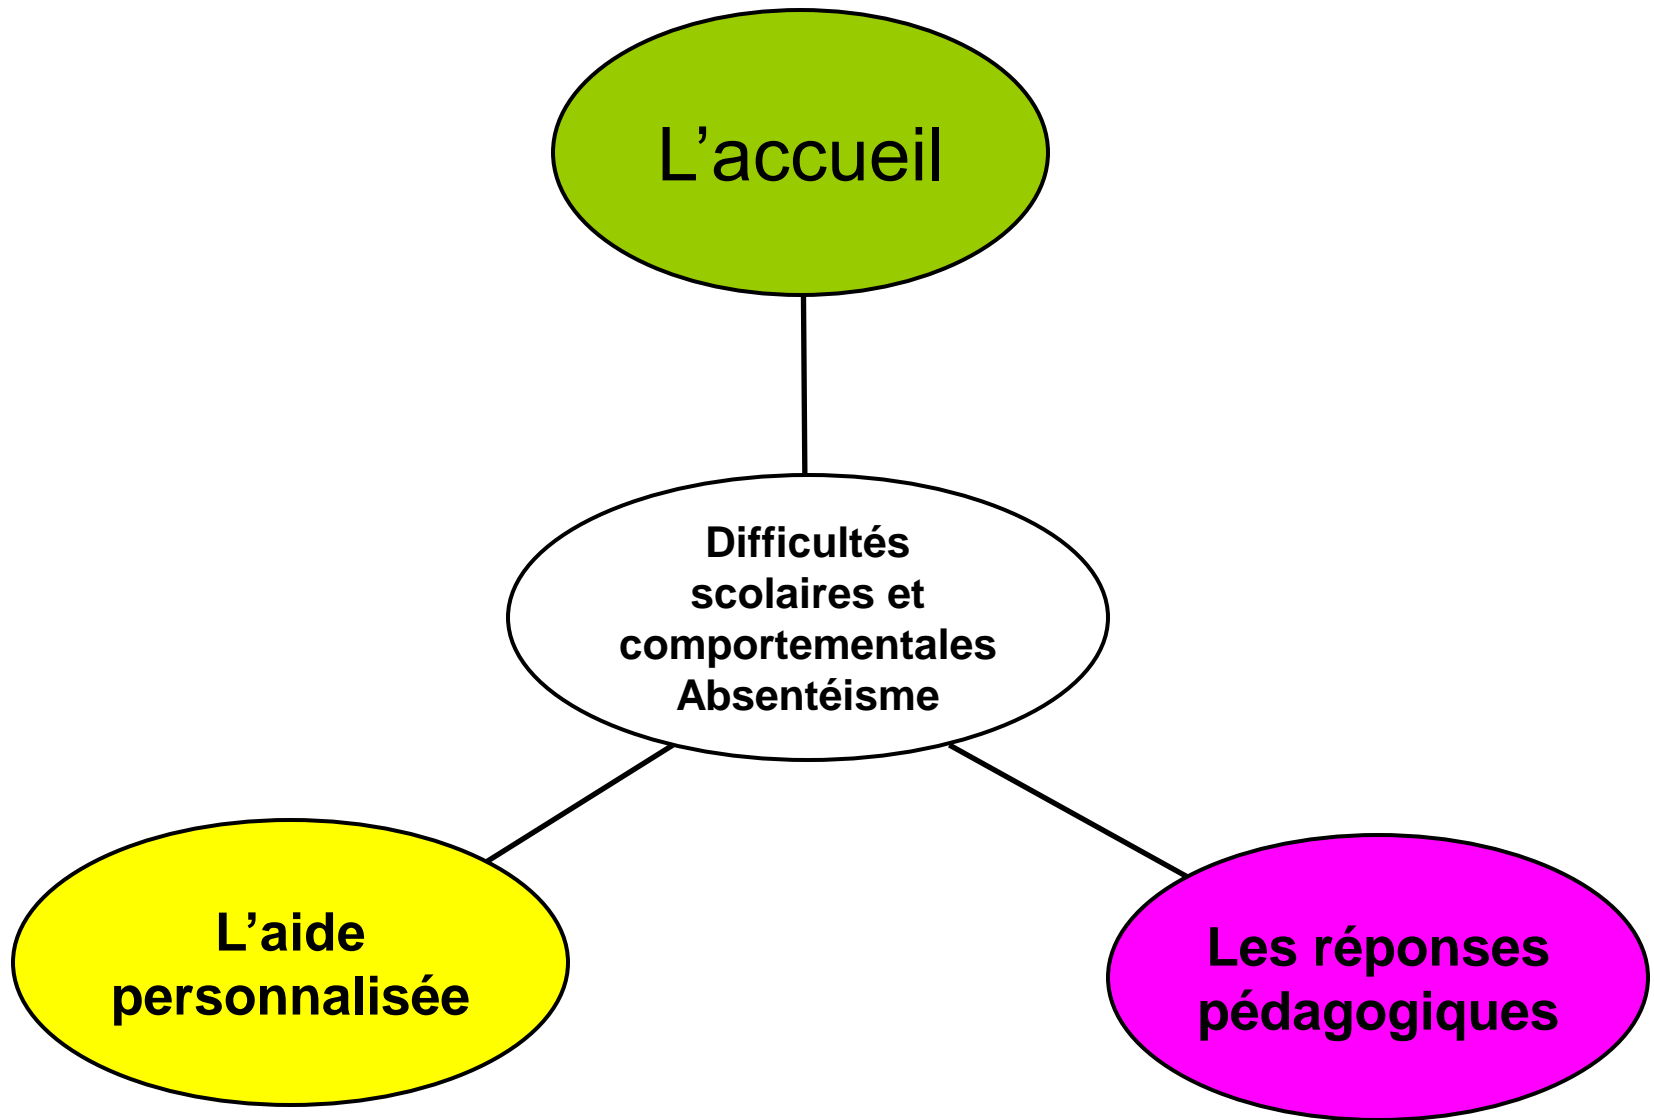 L’accueil
Difficultés
scolaires et
comportementales
Absentéisme
L’aide
personnalisée
Les réponses
pédagogiques